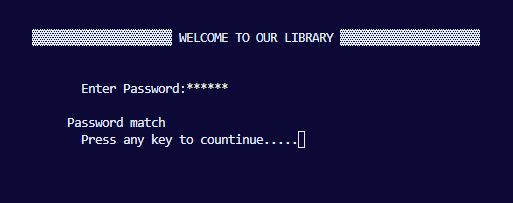 WELCOME TO OUR LIBRARY
Enter Password:******
Password match
Press any key to countinue.....